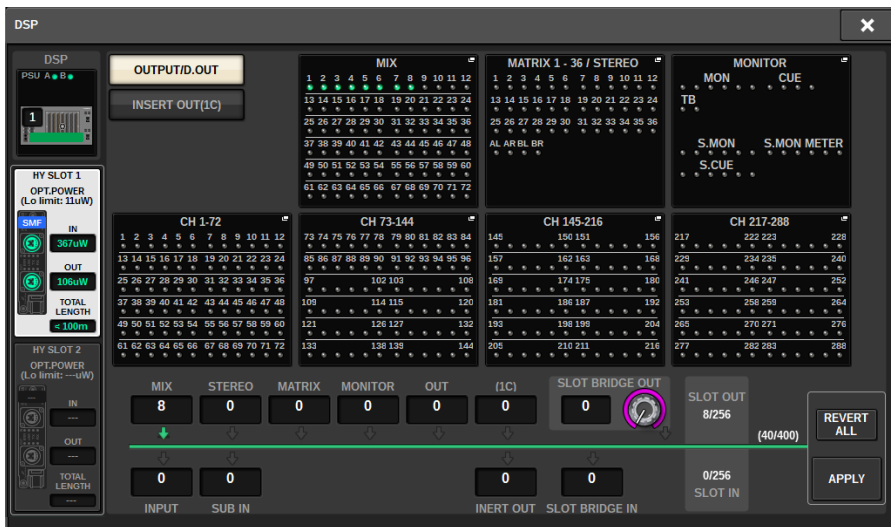 DSP
DSP
PSU A B
1
HY SLOT 1
OPT.POWER
(Lo limit: 11uW)
SMF
IN
367uW
OUT
106uW
TOTAL
LENGTH
< 100m
HY SLOT 2
OPT.POWER
(Lo limit: ---uW)
---
IN
---
OUT
---
TOTAL
LENGTH
---
OUTPUT/D.OUT
INSERT OUT(1C)
MIX
1 2 3 4 5 6 7 8 9 10 11 12
13 14 15 16 17 18 19 20 21 22 23 24
25 26 27 28 29 30 31 32 33 34 35 36
37 38 39 40 41 42 43 44 45 46 47 48
49 50 51 52 53 54 55 56 57 58 59 60
61 62 63 64 65 66 67 68 69 70 71 72
MATRIX 1 - 36 / STEREO
1 2 3 4 5 6 7 8 9 10 11 12
13 14 15 16 17 18 19 20 21 22 23 24
25 26 27 28 29 30 31 32 33 34 35 36
AL AR BL BR
MONITOR
MON CUE
TB
S.MON S.MON METER
S.CUE
CH 1-72
1 2 3 4 5 6 7 8 9 10 11 12
13 14 15 16 17 18 19 20 21 22 23 24
25 26 27 28 29 30 31 32 33 34 35 36
37 38 39 40 41 42 43 44 45 46 47 48
49 50 51 52 53 54 55 56 57 58 59 60
61 62 63 64 65 66 67 68 69 70 71 72
CH 73-144
73 74 75 76 77 78 79 80 81 82 83 84
85 86 87 88 89 90 91 92 93 94 95 96
97 102 103 108
109 114 115 120
121 126 127 132
133 138 139 144
CH 145-216
145 150 151 156
157 162 163 168
169 174 175 180
181 186 187 192
193 198 199 204
205 210 211 216
CH 217-288
217 222 223 228
229 234 235 240
241 246 247 252
253 258 259 264
265 270 271 276
277 282 283 288
MIX STEREO MATRIX MONITOR OUT (1C) SLOT BRIDGE OUT
8 0 0 0 0 0 0
SLOT OUT
8/256
(40/400)
0 0 0 0
0/256
SLOT IN
INPUT SUB IN INERT OUT SLOT BRIDGE IN
REVERT
ALL
APPLY